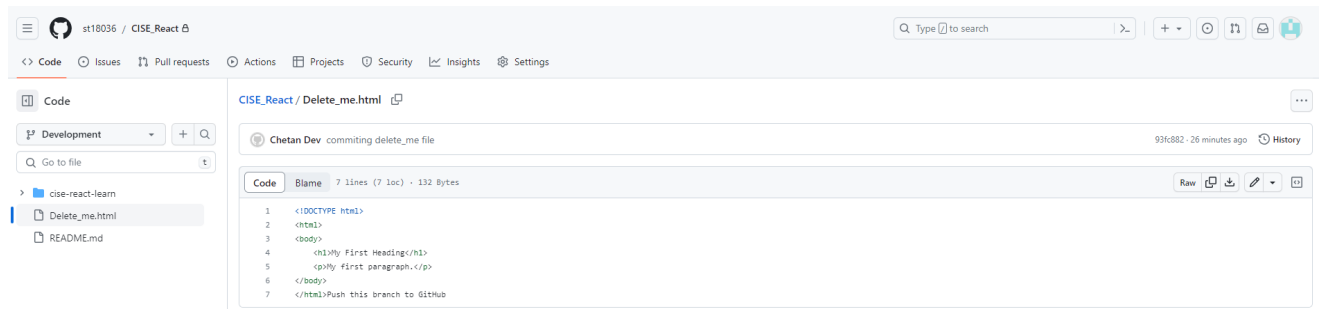 st18036 / CISE_React
Type / to search
<> Code Issues Pull requests Actions Projects Security Insights Settings
Code
Development
Go to file t
cise-react-learn
Delete_me.html
README.md
CISE_React / Delete_me.html
Chetan Dev commiting delete_me file 93fc882 · 26 minutes ago History
Code Blame 7 lines (7 loc) · 132 Bytes Raw
1 <!DOCTYPE html>
2 <html>
3 <body>
4 <h1>My First Heading</h1>
5 <p>My first paragraph.</p>
6 </body>
7 </html>Push this branch to GitHub